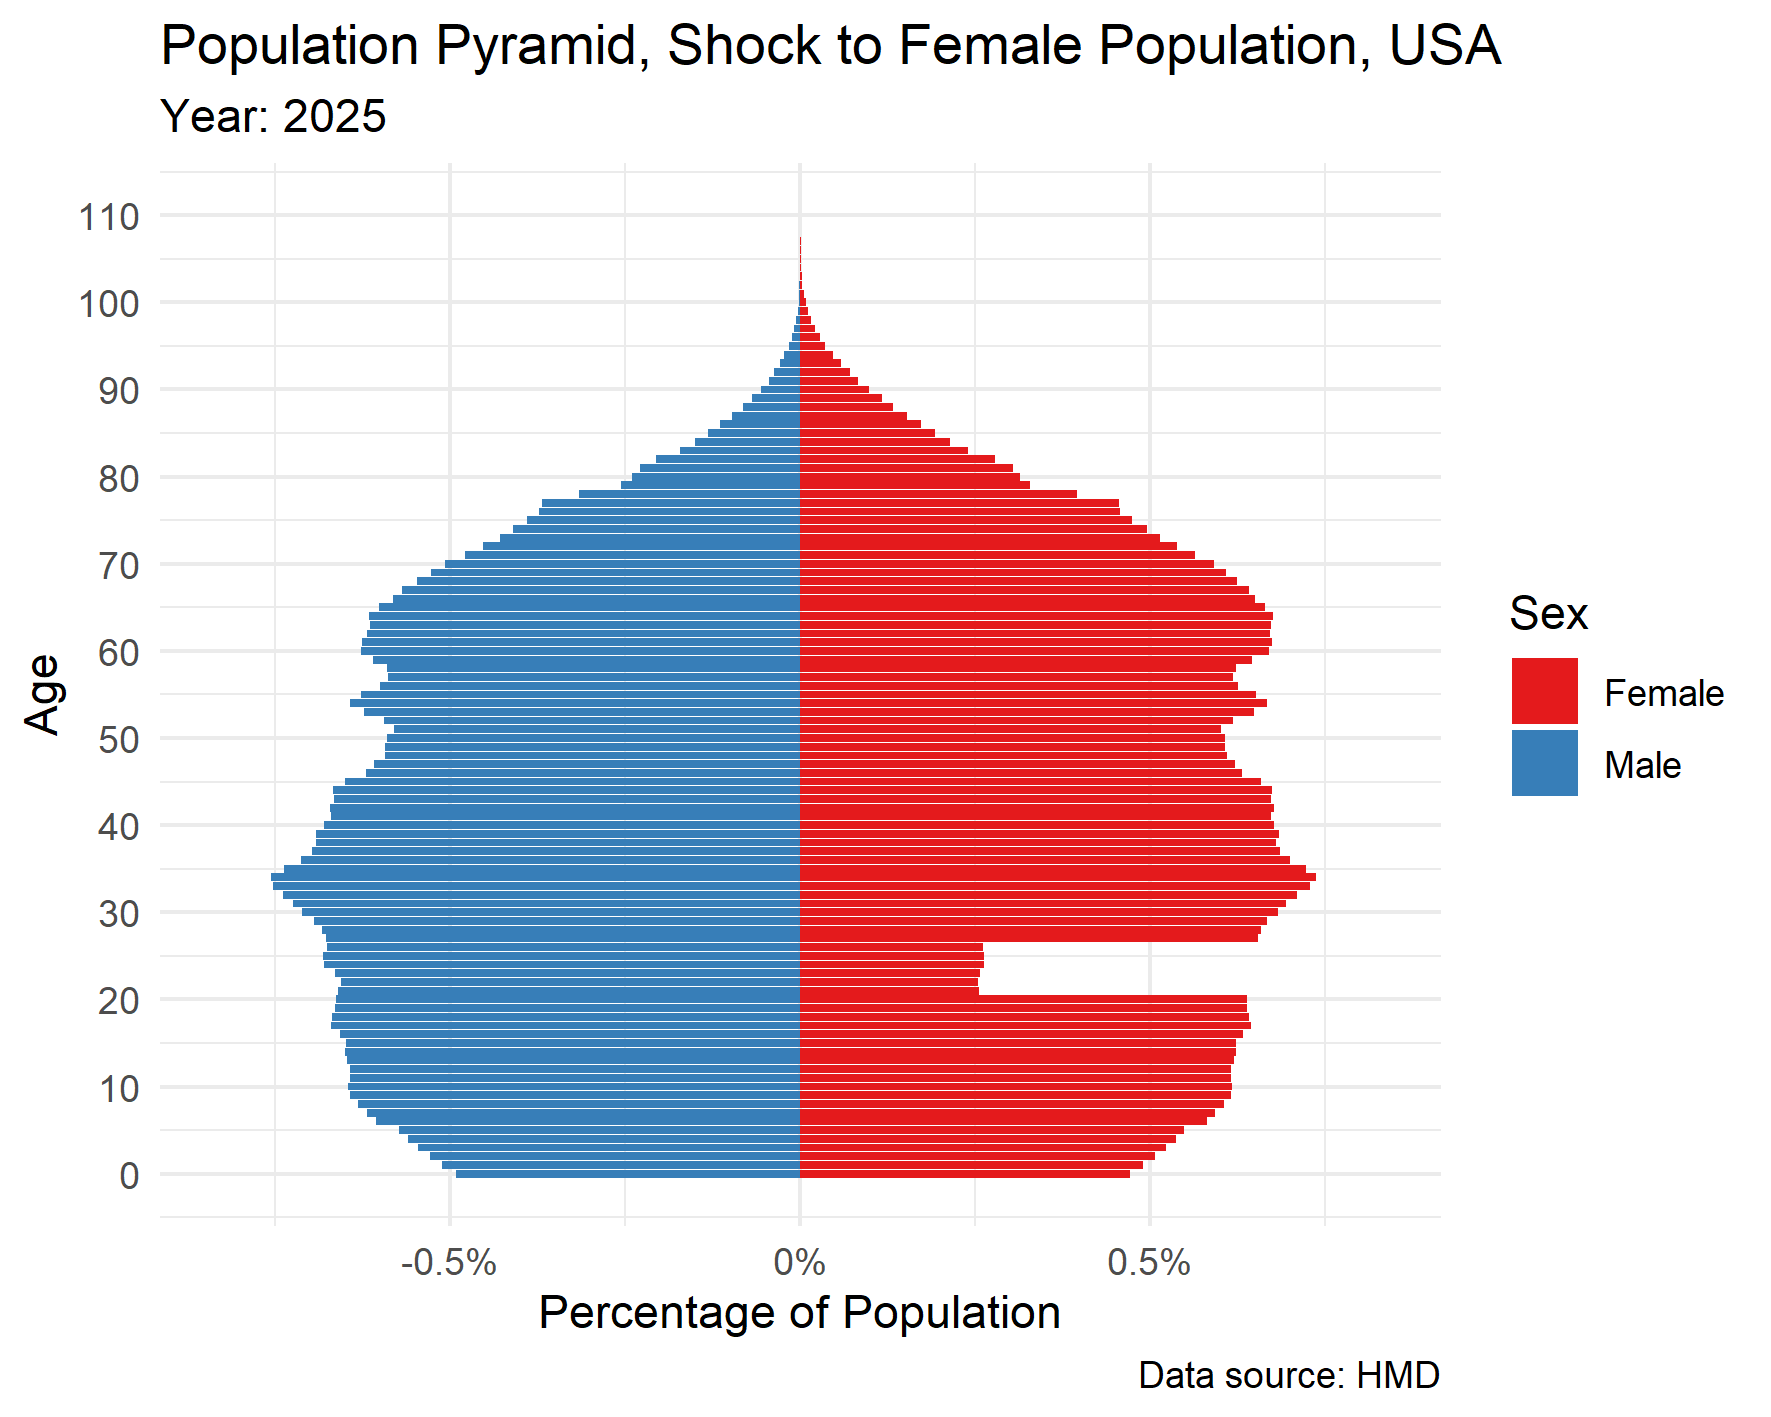 Population Pyramid, Shock to Female Population, USA
Year: 2025
110
100
90
80
70
60
50
40
30
20
10
0
Age
-0.5%
0%
0.5%
Percentage of Population
Sex
Female
Male
Data source: HMD